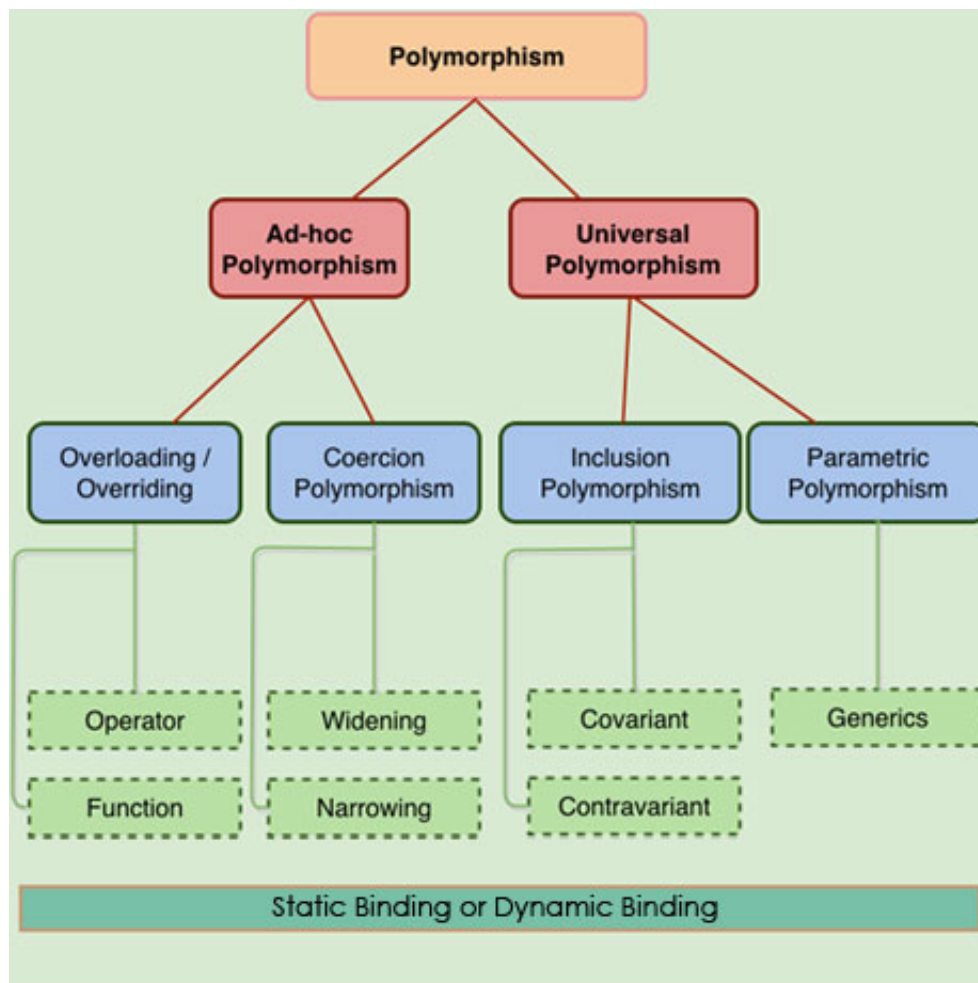 Polymorphism
Ad-hoc
Polymorphism
Universal
Polymorphism
Overloading /
Overriding
Coercion
Polymorphism
Inclusion
Polymorphism
Parametric
Polymorphism
Operator
Widening
Covariant
Generics
Function
Narrowing
Contravariant
Static Binding or Dynamic Binding